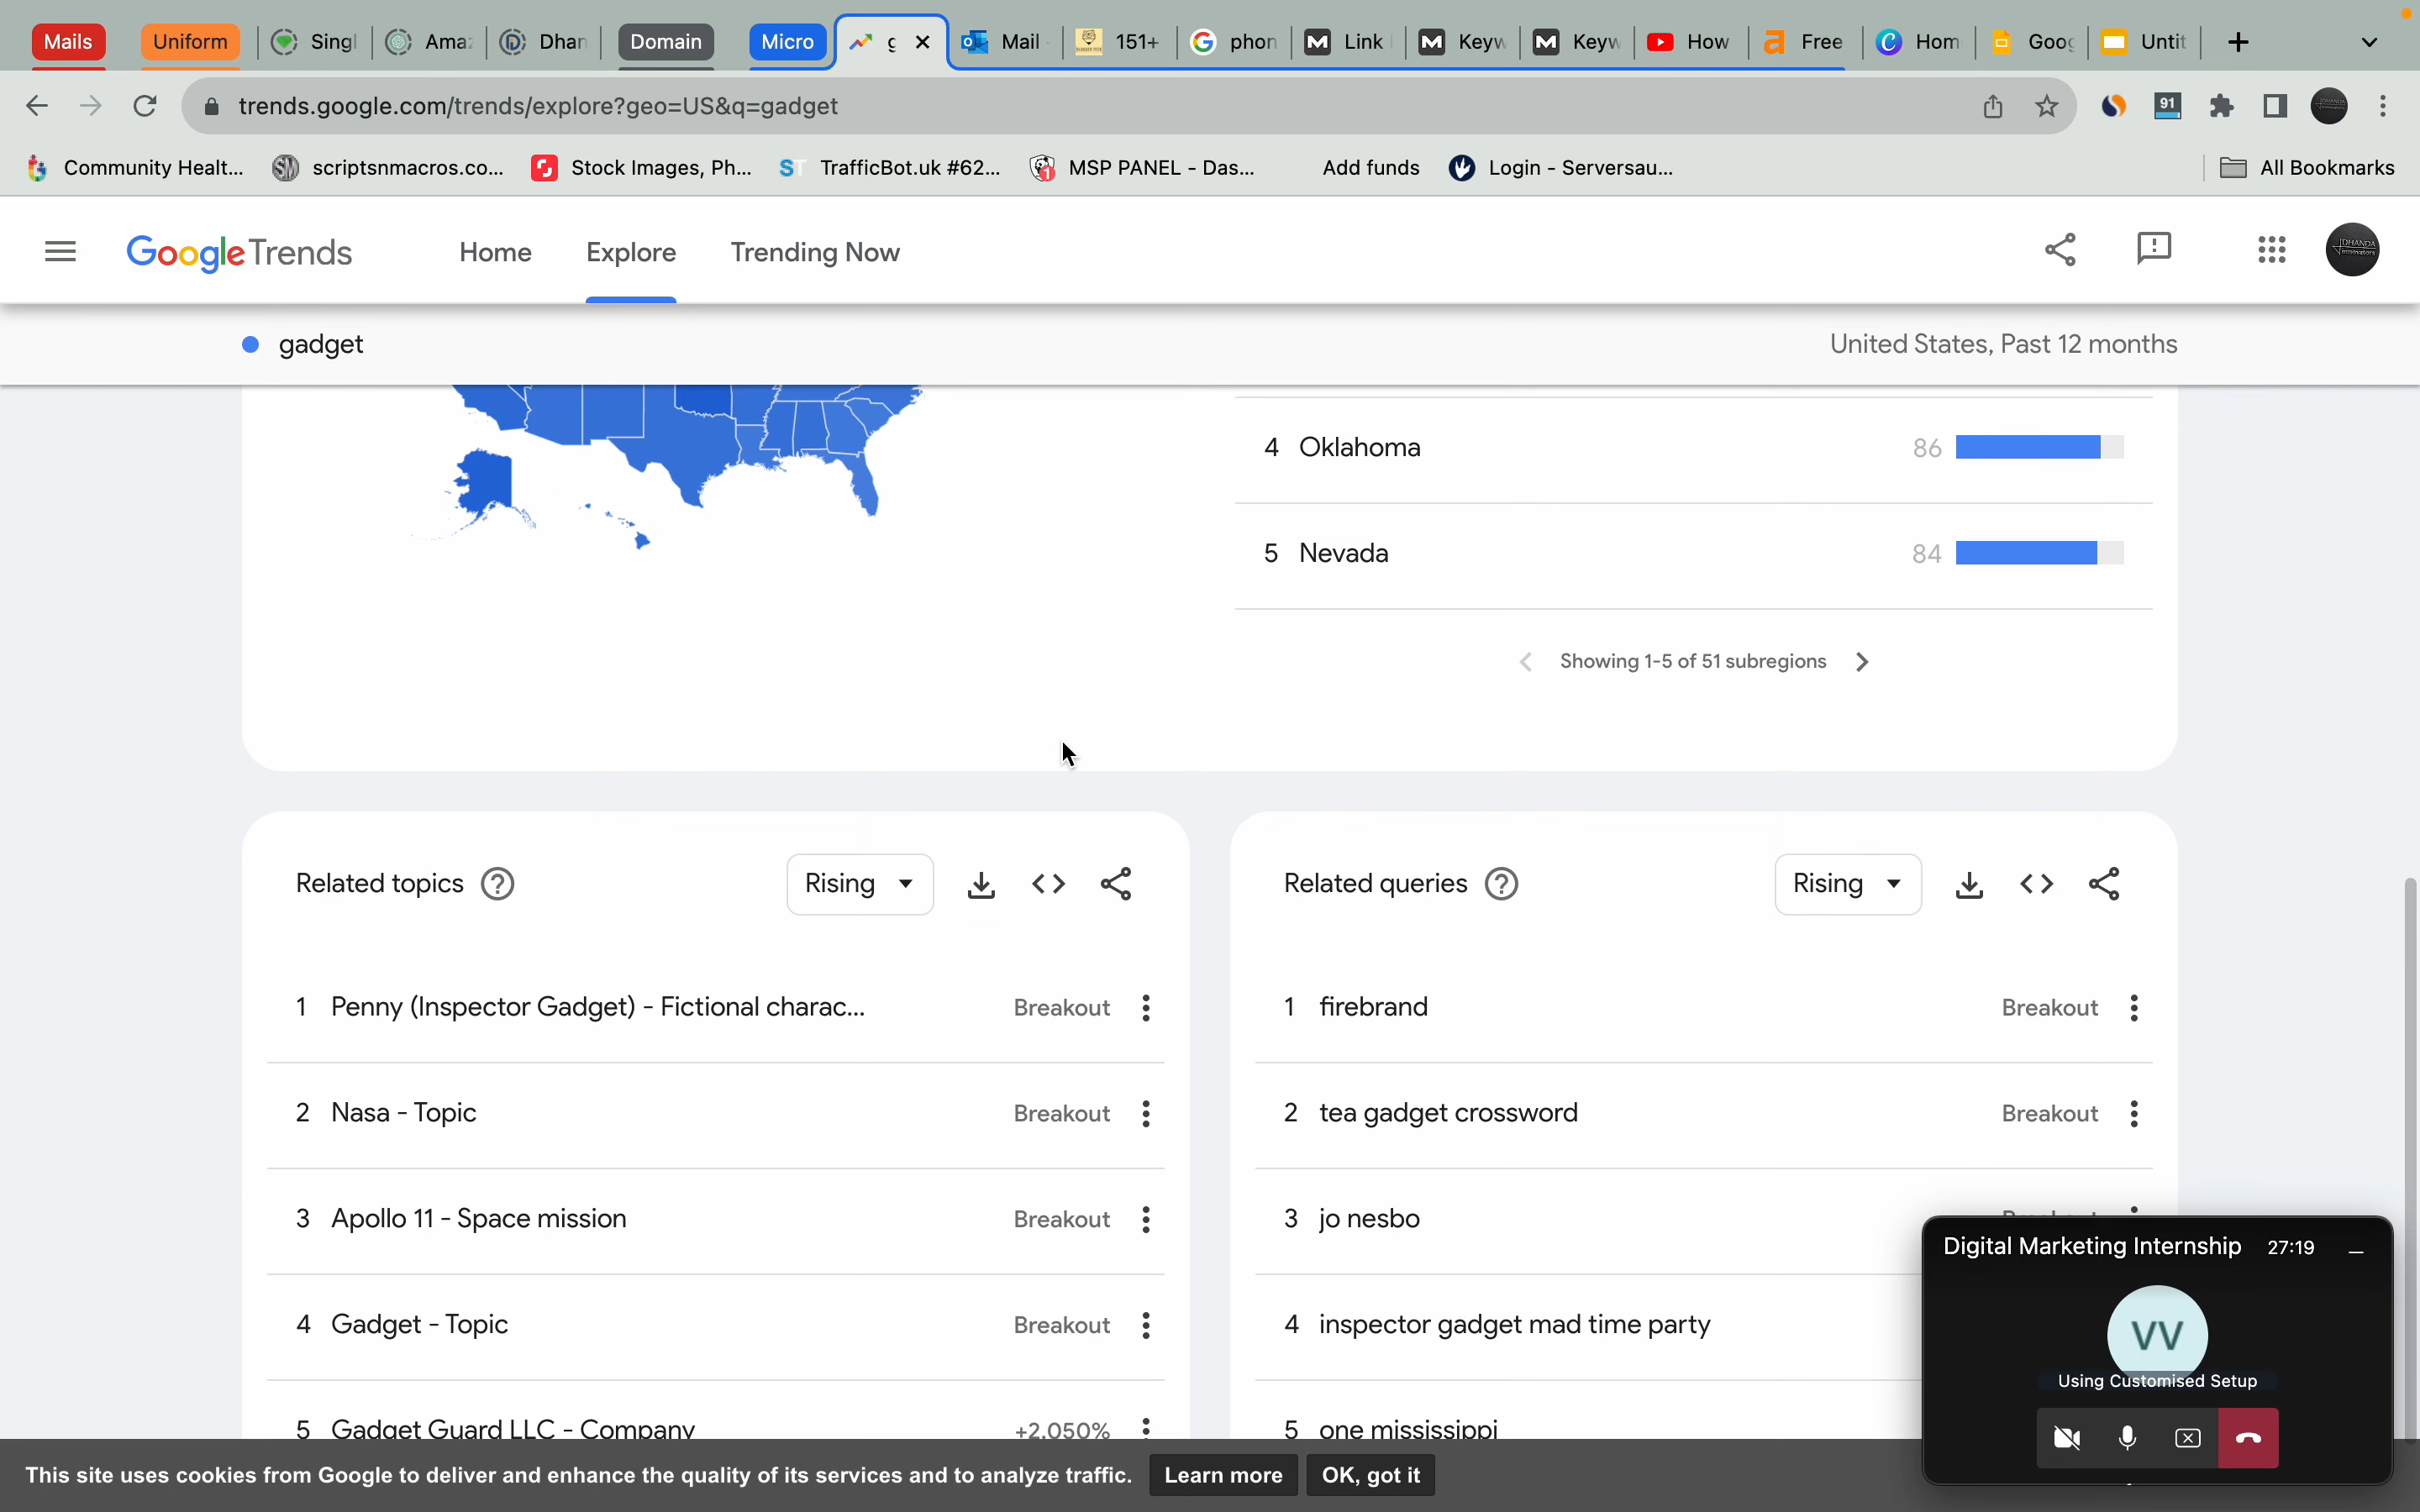 Mails Uniform Singl Ama Dhan Domain Micro g Mail 151+ phon Link Keyw Keyw How Free Hom Goog Untit
trends.google.com/trends/explore?geo=US&q=gadget 91
Community Healt... scriptsnmacros.co... Stock Images, Ph... TrafficBot.uk #62... MSP PANEL - Das... Add funds Login - Serversau... All Bookmarks
Google Trends Home Explore Trending Now
gadget United States, Past 12 months
4 Oklahoma 86
5 Nevada 84
Showing 1-5 of 51 subregions
Related topics Rising
1 Penny (Inspector Gadget) - Fictional charac... Breakout
2 Nasa - Topic Breakout
3 Apollo 11 - Space mission Breakout
4 Gadget - Topic Breakout
5 Gadget Guard LLC - Company +2,050%
Related queries Rising
1 firebrand Breakout
2 tea gadget crossword Breakout
3 jo nesbo
4 inspector gadget mad time party
5 one mississippi
Digital Marketing Internship 27:19
VV
Using Customised Setup
This site uses cookies from Google to deliver and enhance the quality of its services and to analyze traffic. Learn more OK, got it